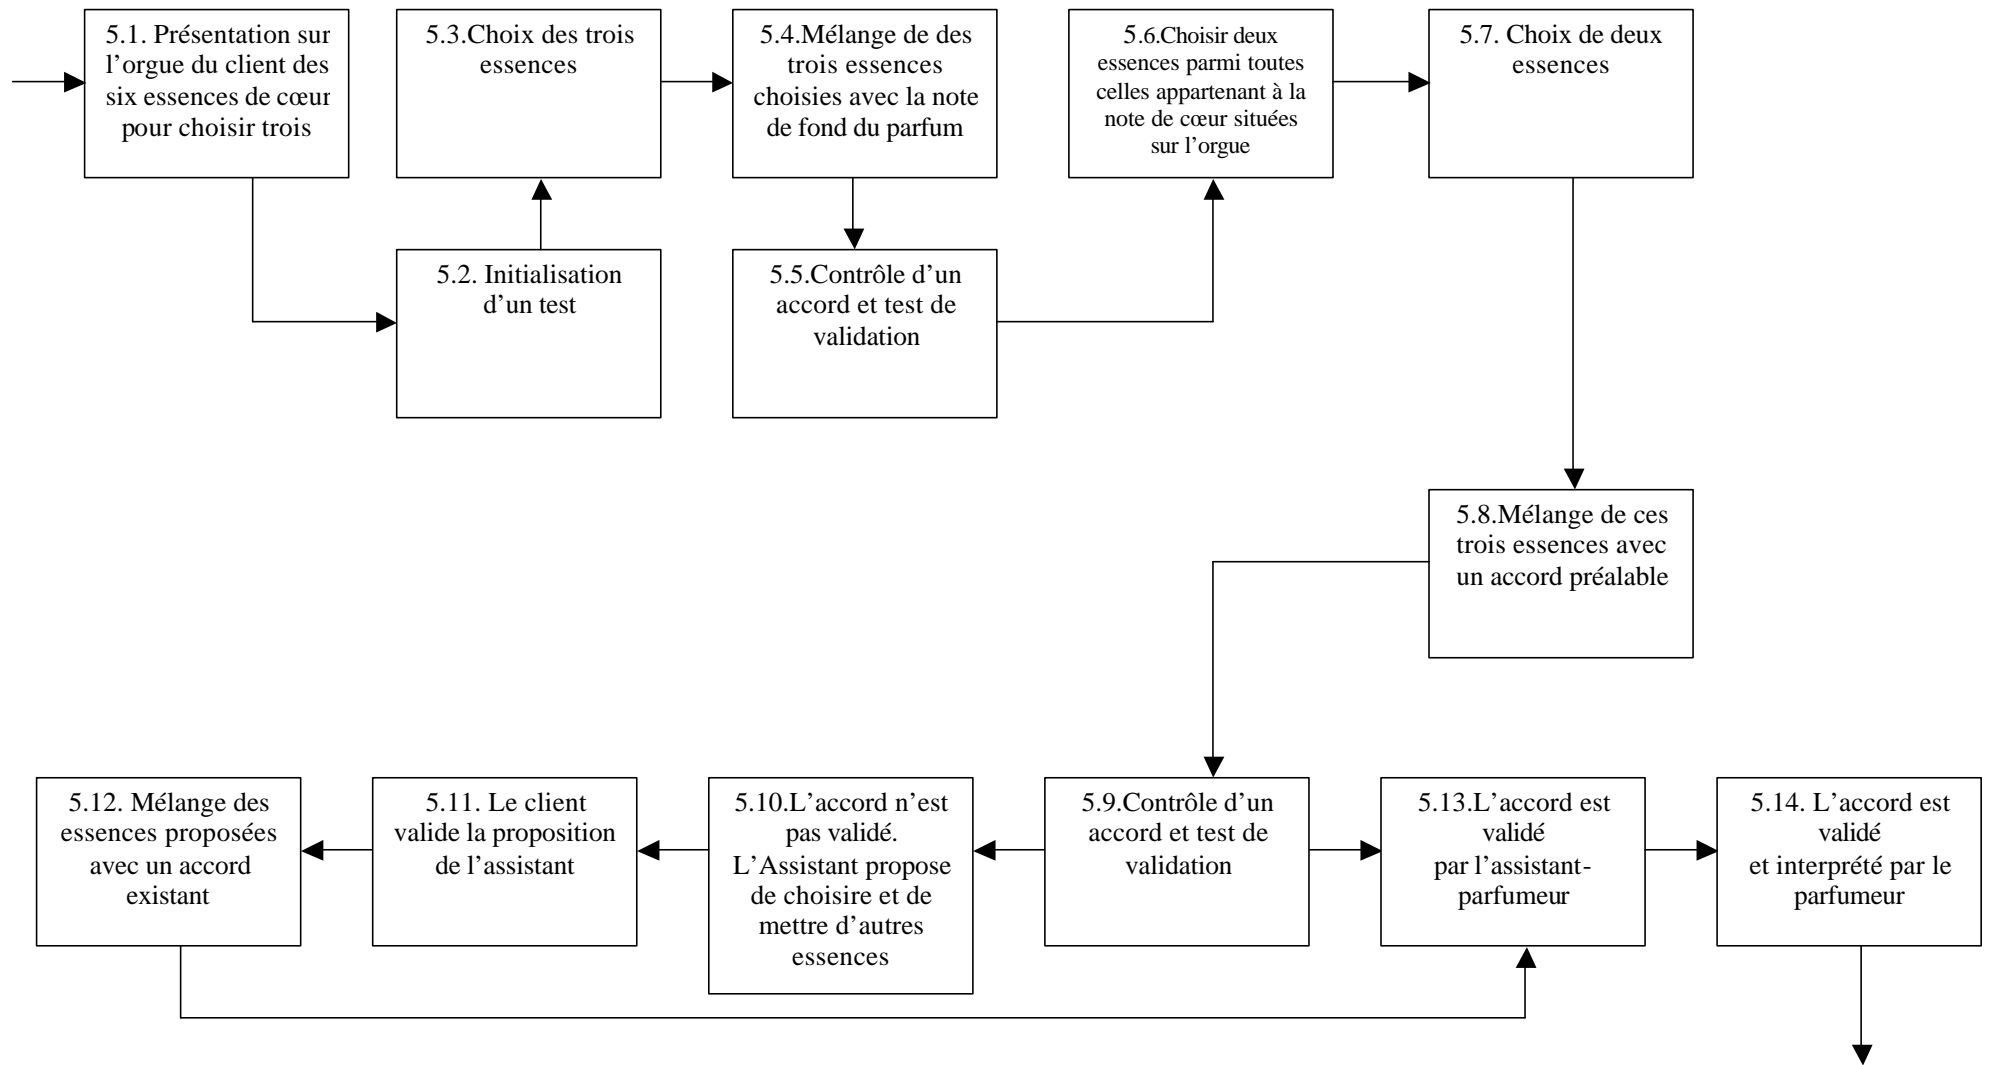 5.1. Présentation sur
l’orgue du client des
six essences de cœur
pour choisir trois
5.3.Choix des trois
essences
5.4.Mélange de des
trois essences
choisies avec la note
de fond du parfum
5.6.Choisir deux
essences parmi toutes
celles appartenant à la
note de cœur situées
sur l’orgue
5.7. Choix de deux
essences
5.2. Initialisation
d’un test
5.5.Contrôle d’un
accord et test de
validation
5.8.Mélange de ces
trois essences avec
un accord préalable
5.12. Mélange des
essences proposées
avec un accord
existant
5.11. Le client
valide la proposition
de l’assistant
5.10.L’accord n’est
pas validé.
L’Assistant propose
de choisire et de
mettre d’autres
essences
5.9.Contrôle d’un
accord et test de
validation
5.13.L’accord est
validé
par l’assistant-
parfumeur
5.14. L’accord est
validé
et interprété par le
parfumeur